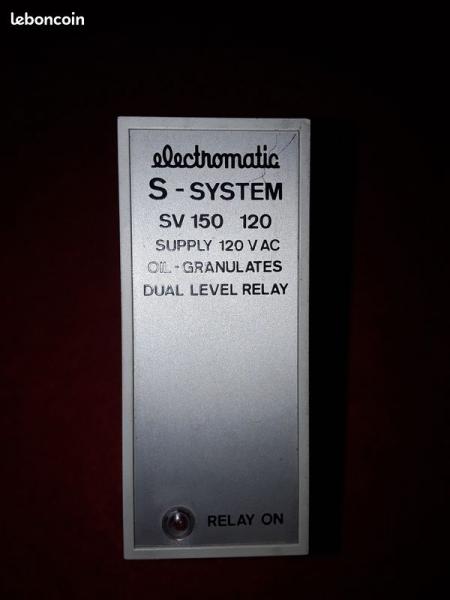 leboncoin
electromatic
S - SYSTEM
SV 150 120
SUPPLY 120 V AC
OIL - GRANULATES
DUAL LEVEL RELAY
RELAY ON